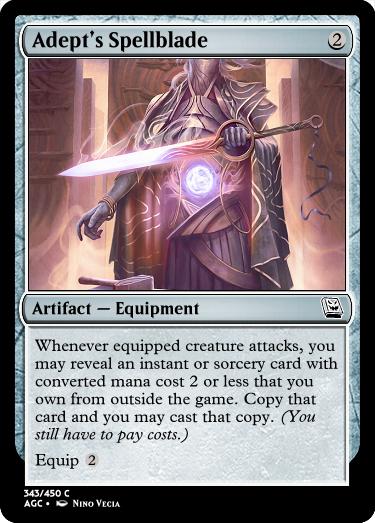 Adept's Spellblade 2
Artifact — Equipment
Whenever equipped creature attacks, you
may reveal an instant or sorcery card with
converted mana cost 2 or less that you
own from outside the game. Copy that
card and you may cast that copy. (You
still have to pay costs.)
Equip 2
343/450 C
AGC • Nino Vecia